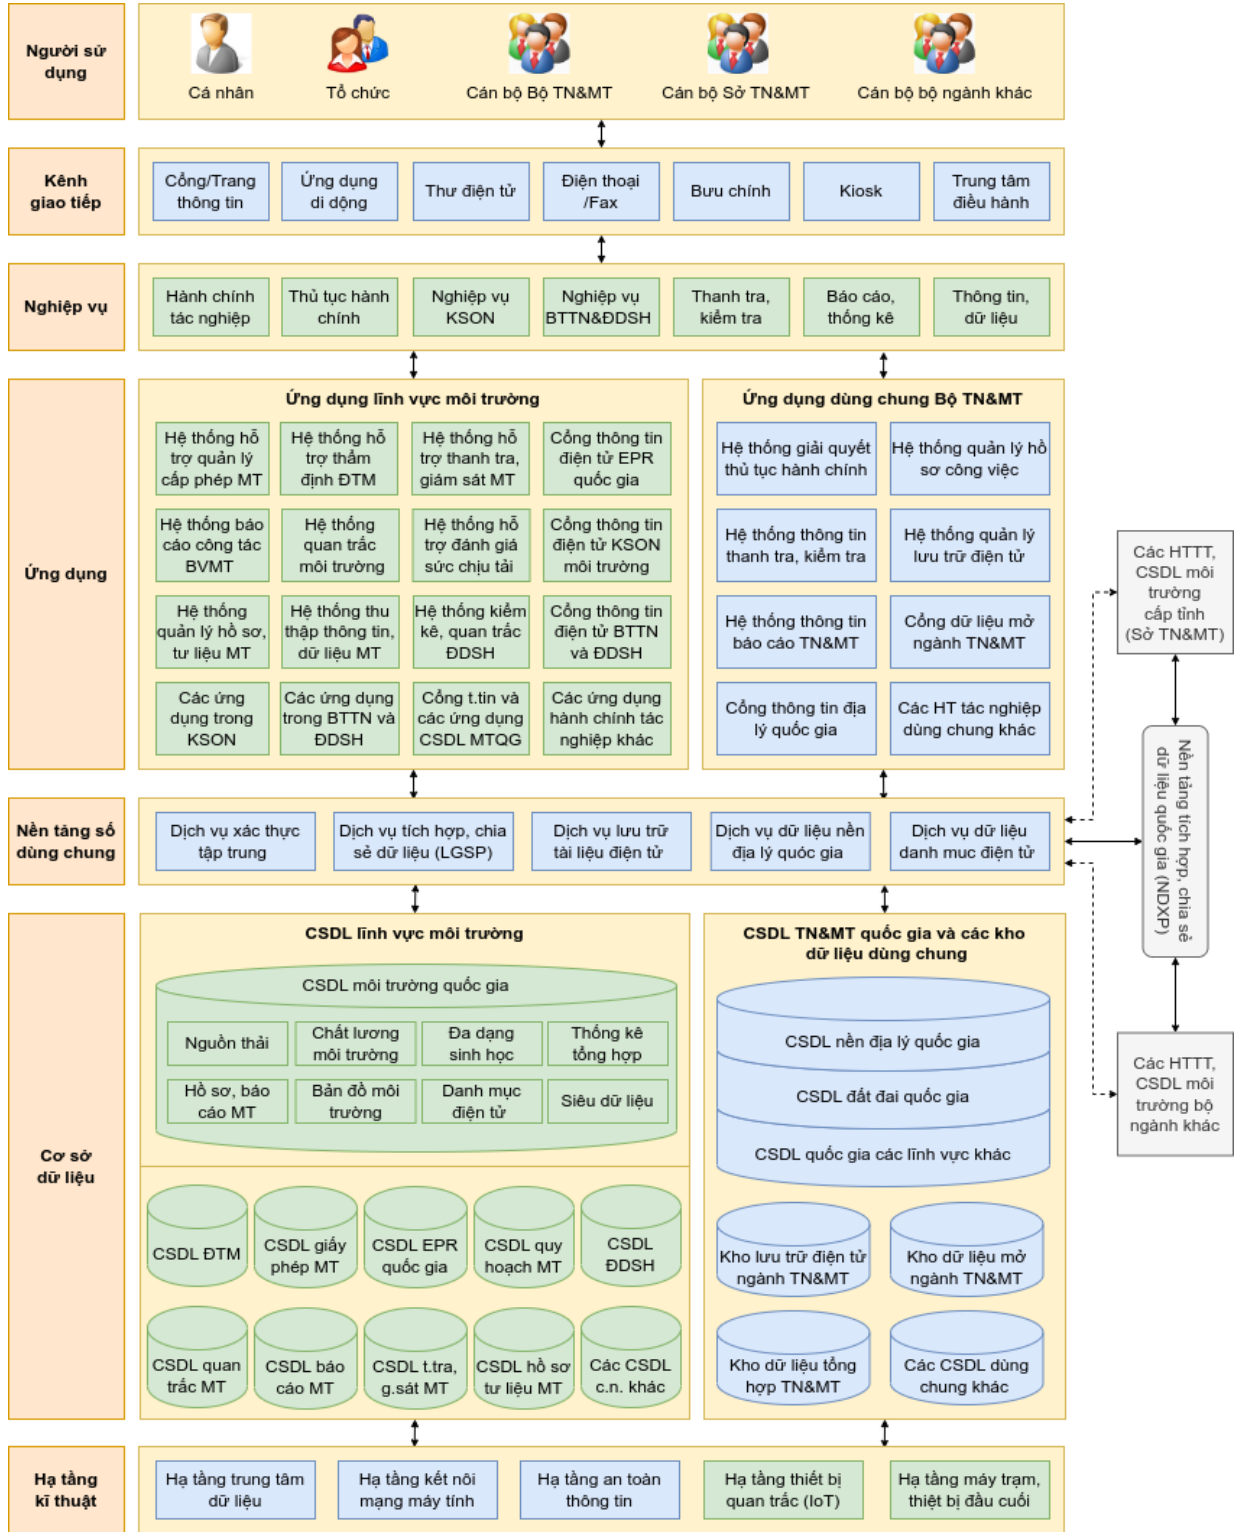 Người sử
dụng
Cá nhân
Tổ chức
Cán bộ Bộ TN&MT
Cán bộ Sở TN&MT
Cán bộ bộ ngành khác
Kênh
giao tiếp
Cổng/Trang
thông tin
Ứng dụng
di dộng
Thư điện tử
Điện thoại
/Fax
Bưu chính
Kiosk
Trung tâm
điều hành
Nghiệp vụ
Hành chính
tác nghiệp
Thủ tục hành
chính
Nghiệp vụ
KSON
Nghiệp vụ
BTTN&ĐDSH
Thanh tra,
kiểm tra
Báo cáo,
thống kê
Thông tin,
dữ liệu
Ứng dụng
Ứng dụng lĩnh vực môi trường
Hệ thống hỗ
trợ quản lý
cấp phép MT
Hệ thống hỗ
trợ thẩm
định ĐTM
Hệ thống hỗ
trợ thanh tra,
giám sát MT
Cổng thông tin
điện tử EPR
quốc gia
Hệ thống báo
cáo công tác
BVMT
Hệ thống
quan trắc
môi trường
Hệ thống hỗ
trợ đánh giá
sức chịu tải
Cổng thông tin
điện tử KSON
môi trường
Hệ thống
quản lý hồ sơ,
tư liệu MT
Hệ thống thu
thập thông tin,
dữ liệu MT
Hệ thống kiểm
kê, quan trắc
ĐDSH
Cổng thông tin
điện tử BTTN
và ĐDSH
Các ứng
dụng trong
KSON
Các ứng dụng
trong BTTN và
ĐDSH
Cổng t.tin và
các ứng dụng
CSDL MTQG
Các ứng dụng
hành chính tác
nghiệp khác
Ứng dụng dùng chung Bộ TN&MT
Hệ thống giải quyết
thủ tục hành chính
Hệ thống quản lý hồ
sơ công việc
Hệ thống thông tin
thanh tra, kiểm tra
Hệ thống quản lý
lưu trữ điện tử
Hệ thống thông tin
báo cáo TN&MT
Cổng dữ liệu mở
ngành TN&MT
Cổng thông tin địa
lý quốc gia
Các HT tác nghiệp
dùng chung khác
Các HTTT,
CSDL môi
trường
cấp tỉnh
(Sở TN&MT)
Nền tảng tích hợp, chia sẻ
dữ liệu quốc gia (NDXP)
Các HTTT,
CSDL môi
trường bộ
ngành khác
Nền tảng số
dùng chung
Dịch vụ xác thực
tập trung
Dịch vụ tích hợp, chia
sẻ dữ liệu (LGSP)
Dịch vụ lưu trữ
tài liệu điện tử
Dịch vụ dữ liệu nền
địa lý quóc gia
Dịch vụ dữ liệu
danh muc điện tử
Cơ sở
dữ liệu
CSDL lĩnh vực môi trường
CSDL môi trường quốc gia
Nguồn thải
Chất lương
môi trường
Đa dạng
sinh học
Thống kê
tổng hợp
Hồ sơ, báo
cáo MT
Bản đồ môi
trường
Danh mục
điện tử
Siêu dữ liệu
CSDL ĐTM
CSDL giấy
phép MT
CSDL EPR
quốc gia
CSDL quy
hoạch MT
CSDL
ĐDSH
CSDL quan
trắc MT
CSDL báo
cáo MT
CSDL t.tra,
g.sát MT
CSDL hồ sơ
tư liệu MT
Các CSDL
c.n. khác
CSDL TN&MT quốc gia và các kho
dữ liệu dùng chung
CSDL nền địa lý quốc gia
CSDL đất đai quốc gia
CSDL quốc gia các lĩnh vực khác
Kho lưu trữ điện tử
ngành TN&MT
Kho dữ liệu mở
ngành TN&MT
Kho dữ liệu tổng
hợp TN&MT
Các CSDL dùng
chung khác
Hạ tầng
kĩ thuật
Hạ tầng trung tâm
dữ liệu
Hạ tầng kết nôi
mạng máy tính
Hạ tầng an toàn
thông tin
Hạ tầng thiết bị
quan trắc (IoT)
Hạ tầng máy trạm,
thiệt bị đầu cuối